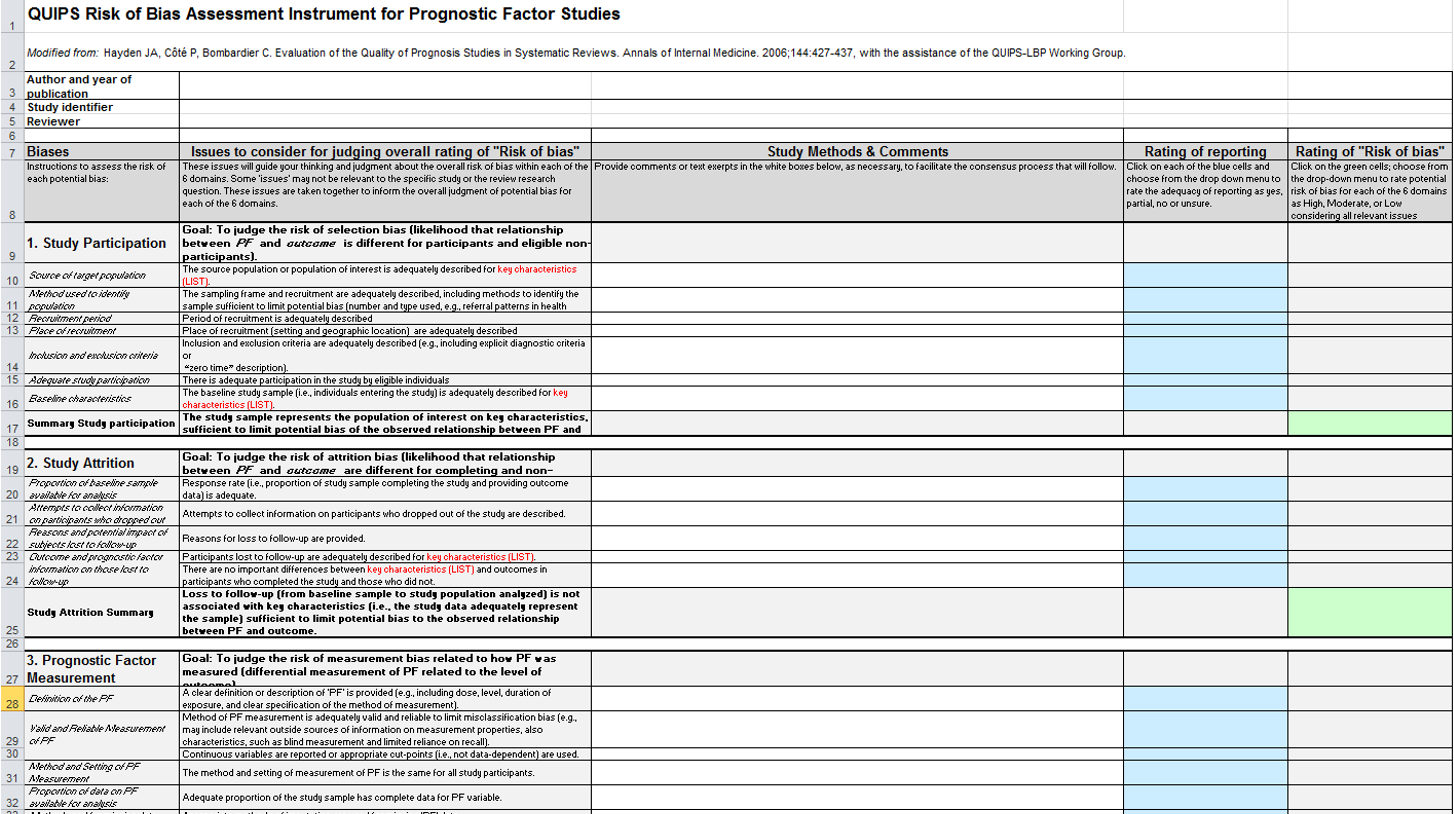 1 QUIPS Risk of Bias Assessment Instrument for Prognostic Factor Studies
2 Modified from: Hayden JA, Côté P, Bombardier C. Evaluation of the Quality of Prognosis Studies in Systematic Reviews. Annals of Internal Medicine. 2006;144:427-437, with the assistance of the QUIPS-LBP Working Group.
Author and year of
3 publication
4 Study identifier
5 Reviewer
6
7 Biases Issues to consider for judging overall rating of "Risk of bias" Study Methods & Comments Rating of reporting Rating of "Risk of bias"
Instructions to assess the risk of
each potential bias:
These issues will guide your thinking and judgment about the overall risk of bias within each of the
6 domains. Some 'issues' may not be relevant to the specific study or the review research
question. These issues are taken together to inform the overall judgment of potential bias for
each of the 6 domains.
Provide comments or text exerpts in the white boxes below, as necessary, to facilitate the consensus process that will follow.
Click on each of the blue cells and
choose from the drop down menu to
rate the adequacy of reporting as yes,
partial, no or unsure.
Click on the green cells; choose from
the drop-down menu to rate potential
risk of bias for each of the 6 domains
as High, Moderate, or Low
considering all relevant issues
8
9 1. Study Participation
Goal: To judge the risk of selection bias (likelihood that relationship
between PF and outcome is different for participants and eligible non-
participants).
10 Source of target population
The source population or population of interest is adequately described for key characteristics
(LIST).
Method used to identify
11 population
The sampling frame and recruitment are adequately described, including methods to identify the
sample sufficient to limit potential bias (number and type used, e.g., referral patterns in health
12 Recruitment period Period of recruitment is adequately described
13 Place of recruitment Place of recruitment (setting and geographic location) are adequately described
14 Inclusion and exclusion criteria
Inclusion and exclusion criteria are adequately described (e.g., including explicit diagnostic criteria
or
“zero time” description).
15 Adequate study participation There is adequate participation in the study by eligible individuals
16 Baseline characteristics
The baseline study sample (i.e., individuals entering the study) is adequately described for key
characteristics (LIST).
17 Summary Study participation
The study sample represents the population of interest on key characteristics,
sufficient to limit potential bias of the observed relationship between PF and
18
19 2. Study Attrition
Goal: To judge the risk of attrition bias (likelihood that relationship
between PF and outcome are different for completing and non-
Proportion of baseline sample
20 available for analysis
Response rate (i.e., proportion of study sample completing the study and providing outcome
data) is adequate.
Attempts to collect information
21 on participants who dropped out
Attempts to collect information on participants who dropped out of the study are described.
Reasons and potential impact of
22 subjects lost to follow-up
Reasons for loss to follow-up are provided.
23 Outcome and prognostic factor
information on those lost to
24 follow-up
Participants lost to follow-up are adequately described for key characteristics (LIST).
There are no important differences between key characteristics (LIST) and outcomes in
participants who completed the study and those who did not.
25 Study Attrition Summary
Loss to follow-up (from baseline sample to study population analyzed) is not
associated with key characteristics (i.e., the study data adequately represent
the sample) sufficient to limit potential bias to the observed relationship
between PF and outcome.
26
3. Prognostic Factor
27 Measurement
Goal: To judge the risk of measurement bias related to how PF was
measured (differential measurement of PF related to the level of
outcome).
28 Definition of the PF
A clear definition or description of 'PF' is provided (e.g., including dose, level, duration of
exposure, and clear specification of the method of measurement).
Valid and Reliable Measurement
29 of PF
Method of PF measurement is adequately valid and reliable to limit misclassification bias (e.g.,
may include relevant outside sources of information on measurement properties, also
characteristics, such as blind measurement and limited reliance on recall).
30 Continuous variables are reported or appropriate cut-points (i.e., not data-dependent) are used.
Method and Setting of PF
31 Measurement
The method and setting of measurement of PF is the same for all study participants.
Proportion of data on PF
32 available for analysis
Adequate proportion of the study sample has complete data for PF variable.